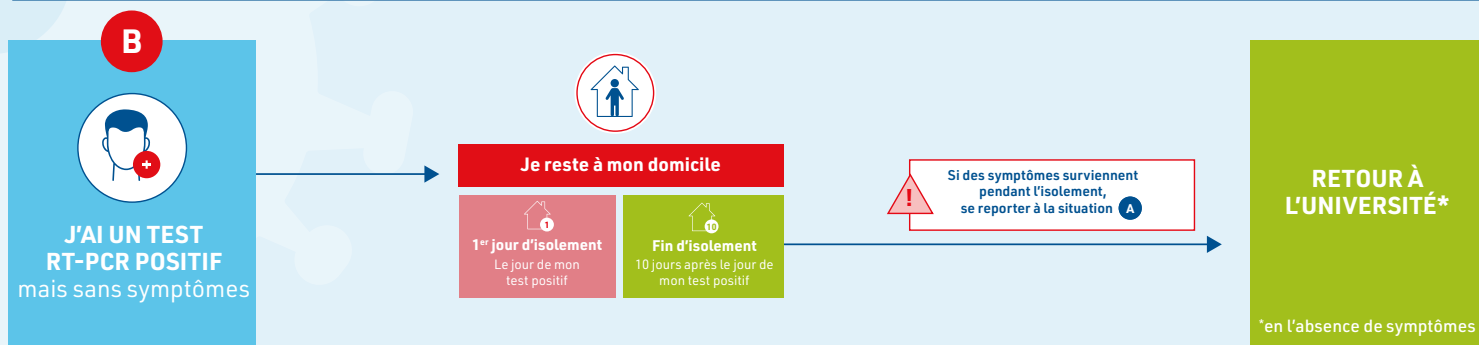 B
J'AI UN TEST
RT-PCR POSITIF
mais sans symptômes
Je reste à mon domicile
1
1er jour d'isolement
Le jour de mon
test positif
10
Fin d'isolement
10 jours après le jour de
mon test positif
!
Si des symptômes surviennent
pendant l'isolement,
se reporter à la situation A
RETOUR À
L'UNIVERSITÉ*
*en l'absence de symptômes